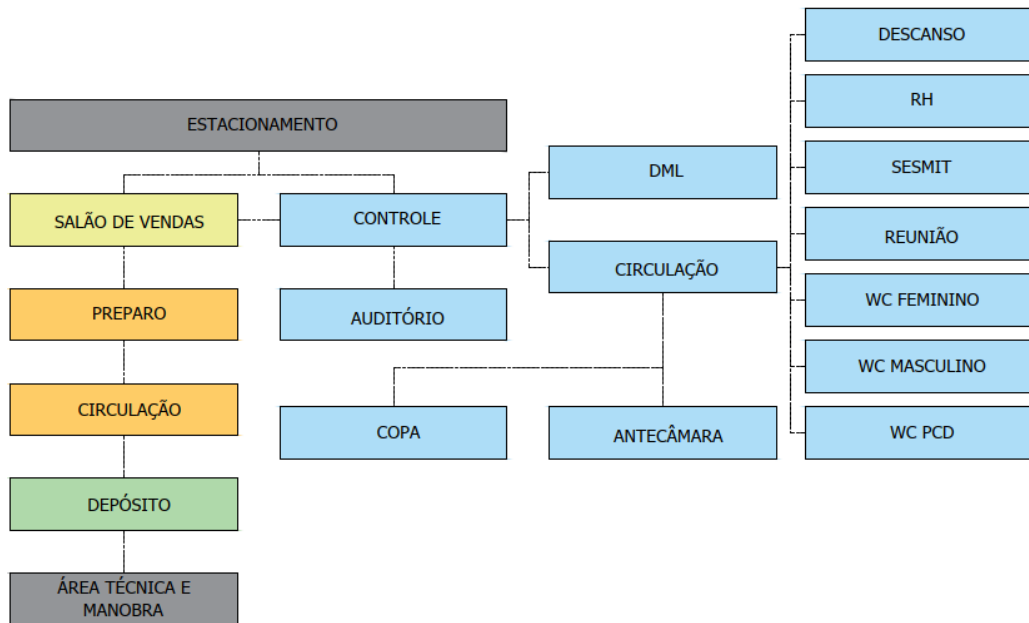 DESCANSO
RH
ESTACIONAMENTO
DML
SESMIT
SALÃO DE VENDAS
CONTROLE
REUNIÃO
CIRCULAÇÃO
PREPARO
AUDITÓRIO
WC FEMININO
WC MASCULINO
CIRCULAÇÃO
COPA
ANTECÂMARA
WC PCD
DEPÓSITO
ÁREA TÉCNICA E
MANOBRA